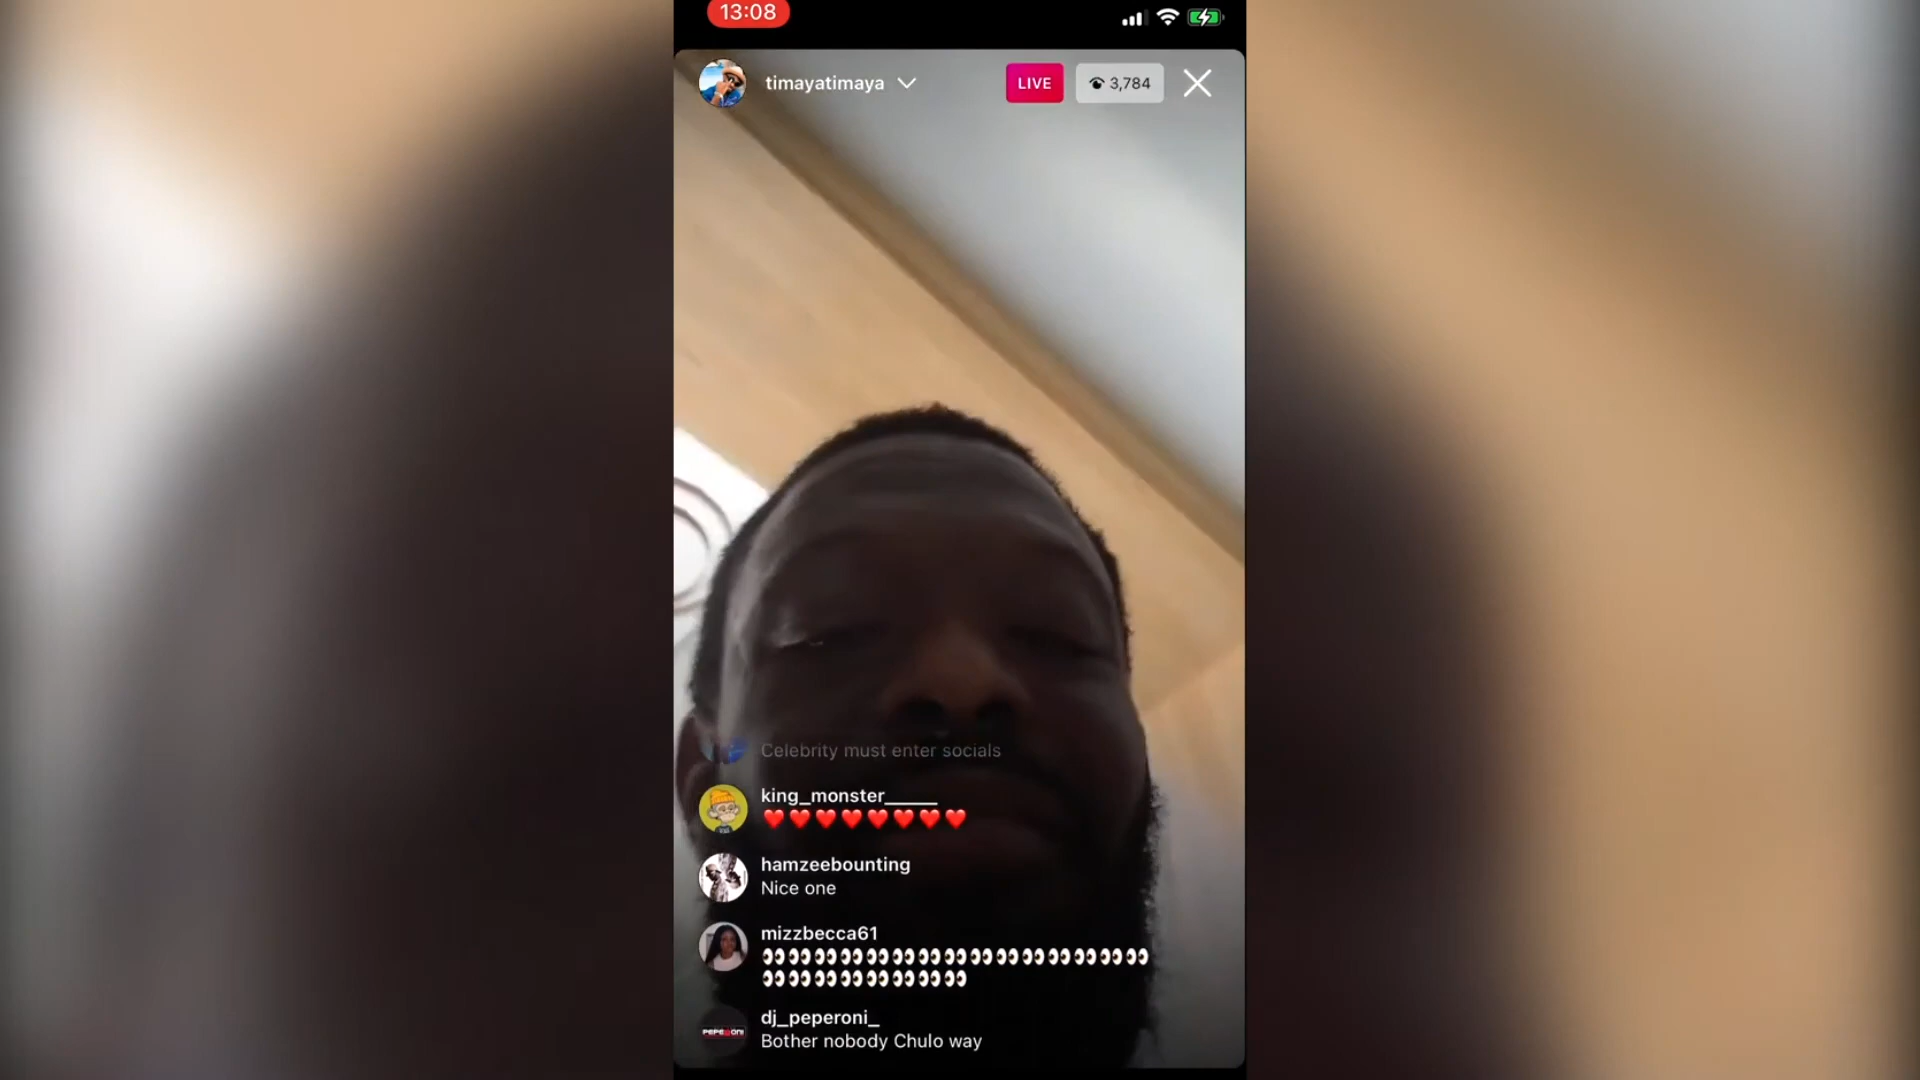 13:08
timayatimaya
LIVE
3,784
Celebrity must enter socials
king_monster_____
❤️❤️❤️❤️❤️❤️❤️❤️
hamzeebounting
Nice one
mizzbecca61
👀👀👀👀👀👀👀👀👀👀👀👀👀👀👀
👀👀👀👀👀👀👀👀
dj_peperoni_
PEPERONI
Bother nobody Chulo way